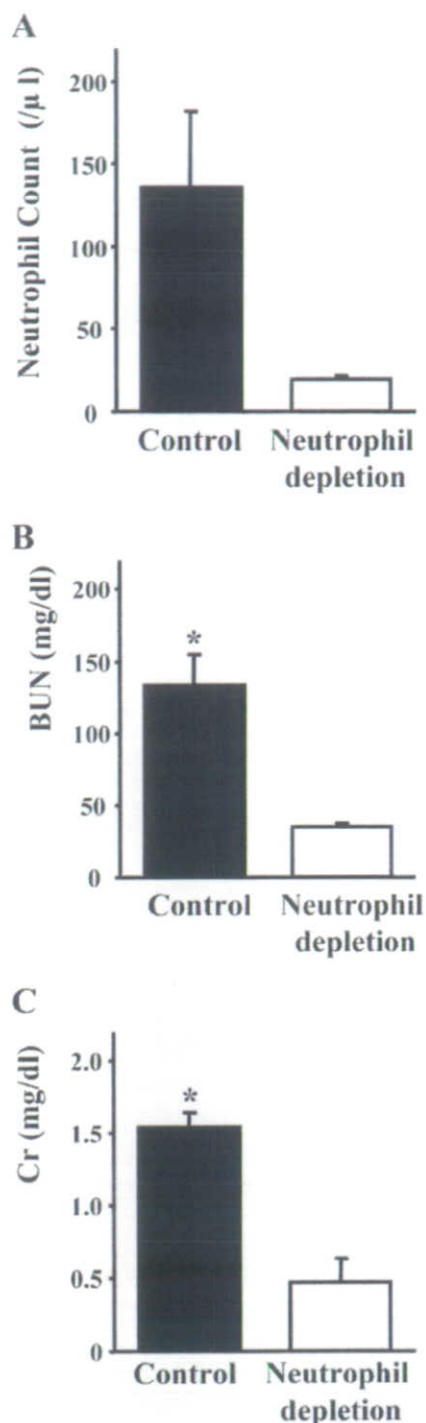 A
Neutrophil Count (/μ l)
200
150
100
50
0
Control
Neutrophil
depletion
B
BUN (mg/dl)
200
150
100
50
0
*
Control
Neutrophil
depletion
C
Cr (mg/dl)
2.0
1.5
1.0
0.5
0
*
Control
Neutrophil
depletion